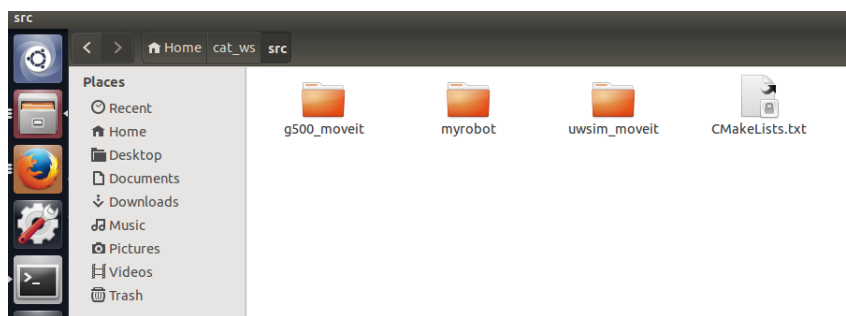 src
Home cat_ws src
Places
Recent
Home
Desktop
Documents
Downloads
Music
Pictures
Videos
Trash
g500_moveit myrobot uwsim_moveit CMakeLists.txt